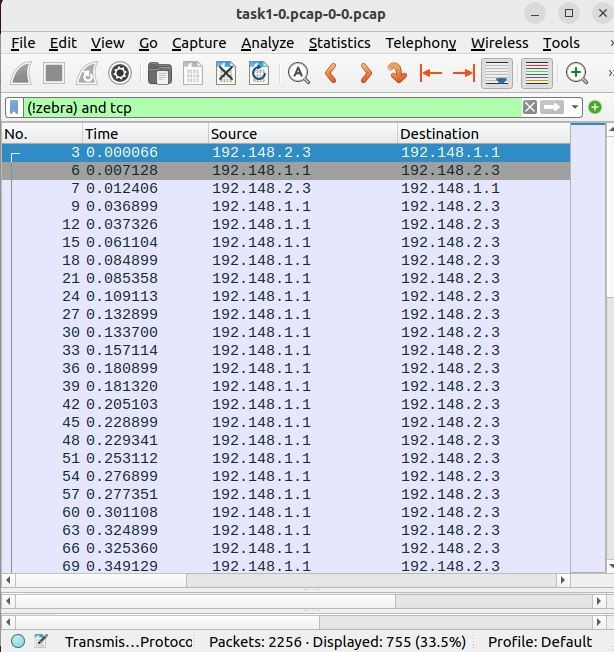 task1-0.pcap-0-0.pcap
File Edit View Go Capture Analyze Statistics Telephony Wireless Tools
(!zebra) and tcp
No. Time Source Destination
3 0.000066 192.148.2.3 192.148.1.1
6 0.007128 192.148.1.1 192.148.2.3
7 0.012406 192.148.2.3 192.148.1.1
9 0.036899 192.148.1.1 192.148.2.3
12 0.037326 192.148.1.1 192.148.2.3
15 0.061104 192.148.1.1 192.148.2.3
18 0.084899 192.148.1.1 192.148.2.3
21 0.085358 192.148.1.1 192.148.2.3
24 0.109113 192.148.1.1 192.148.2.3
27 0.132899 192.148.1.1 192.148.2.3
30 0.133700 192.148.1.1 192.148.2.3
33 0.157114 192.148.1.1 192.148.2.3
36 0.180899 192.148.1.1 192.148.2.3
39 0.181320 192.148.1.1 192.148.2.3
42 0.205103 192.148.1.1 192.148.2.3
45 0.228899 192.148.1.1 192.148.2.3
48 0.229341 192.148.1.1 192.148.2.3
51 0.253112 192.148.1.1 192.148.2.3
54 0.276899 192.148.1.1 192.148.2.3
57 0.277351 192.148.1.1 192.148.2.3
60 0.301108 192.148.1.1 192.148.2.3
63 0.324899 192.148.1.1 192.148.2.3
66 0.325360 192.148.1.1 192.148.2.3
69 0.349129 192.148.1.1 192.148.2.3
Transmis…Protoco Packets: 2256 · Displayed: 755 (33.5%) Profile: Default